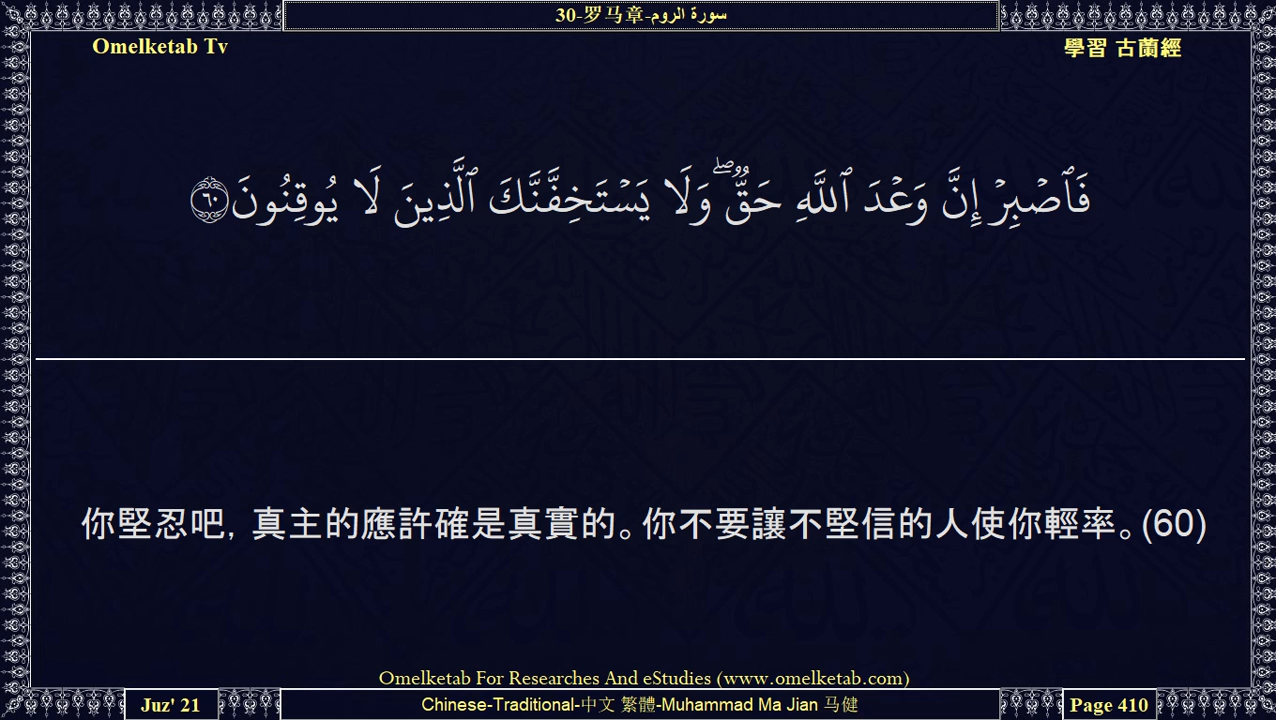 30-罗马章-سورة الروم
Omelketab Tv
學習 古蘭經
فَٱصۡبِرۡ إِنَّ وَعۡدَ ٱللَّهِ حَقّٞۖ وَلَا يَسۡتَخِفَّنَّكَ ٱلَّذِينَ لَا يُوقِنُونَ ٦٠
你堅忍吧，真主的應許確是真實的。你不要讓不堅信的人使你輕率。(60)
Omelketab For Researches And eStudies (www.omelketab.com)
Juz' 21
Chinese-Traditional-中文 繁體-Muhammad Ma Jian 马健
Page 410